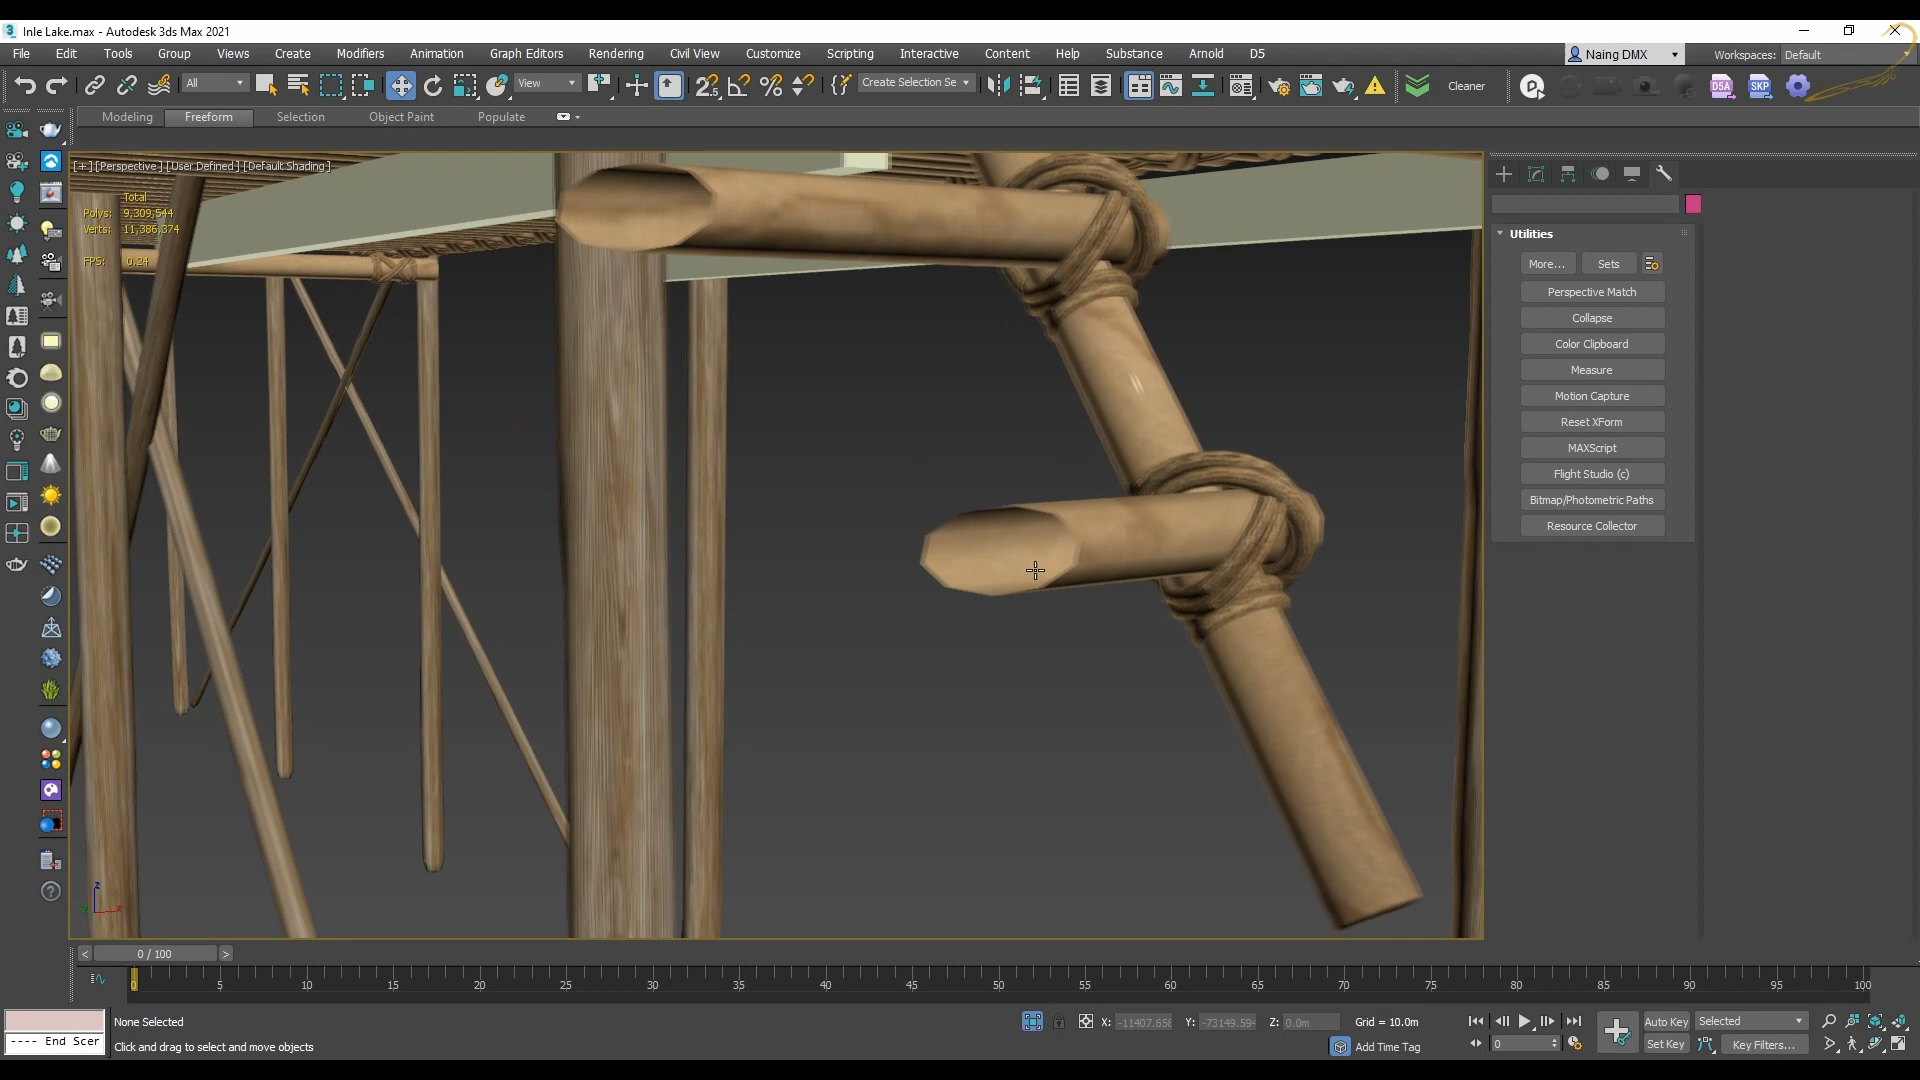 Inle Lake.max - Autodesk 3ds Max 2021
File Edit Tools Group Views Create Modifiers Animation Graph Editors Rendering Civil View Customize Scripting Interactive Content Help Substance Arnold D5
Naing DMX
Workspaces: Default
All
View
Create Selection Se
Cleaner
D5A
SKP
Modeling Freeform Selection Object Paint Populate
[+] [Perspective] [User Defined] [Default Shading]
Total
Polys: 9,309,544
Verts: 11,386,374
FPS: 0.24
Utilities
More... Sets
Perspective Match
Collapse
Color Clipboard
Measure
Motion Capture
Reset XForm
MAXScript
Flight Studio (c)
Bitmap/Photometric Paths
Resource Collector
z
x
< 0 / 100 >
0 5 10 15 20 25 30 35 40 45 50 55 60 65 70 75 80 85 90 95 100
None Selected
X: -11407.658 Y: -73149.594 Z: 0.0m Grid = 10.0m
Auto Key Selected
---- End Scer
Click and drag to select and move objects
Add Time Tag
0
Set Key Key Filters...